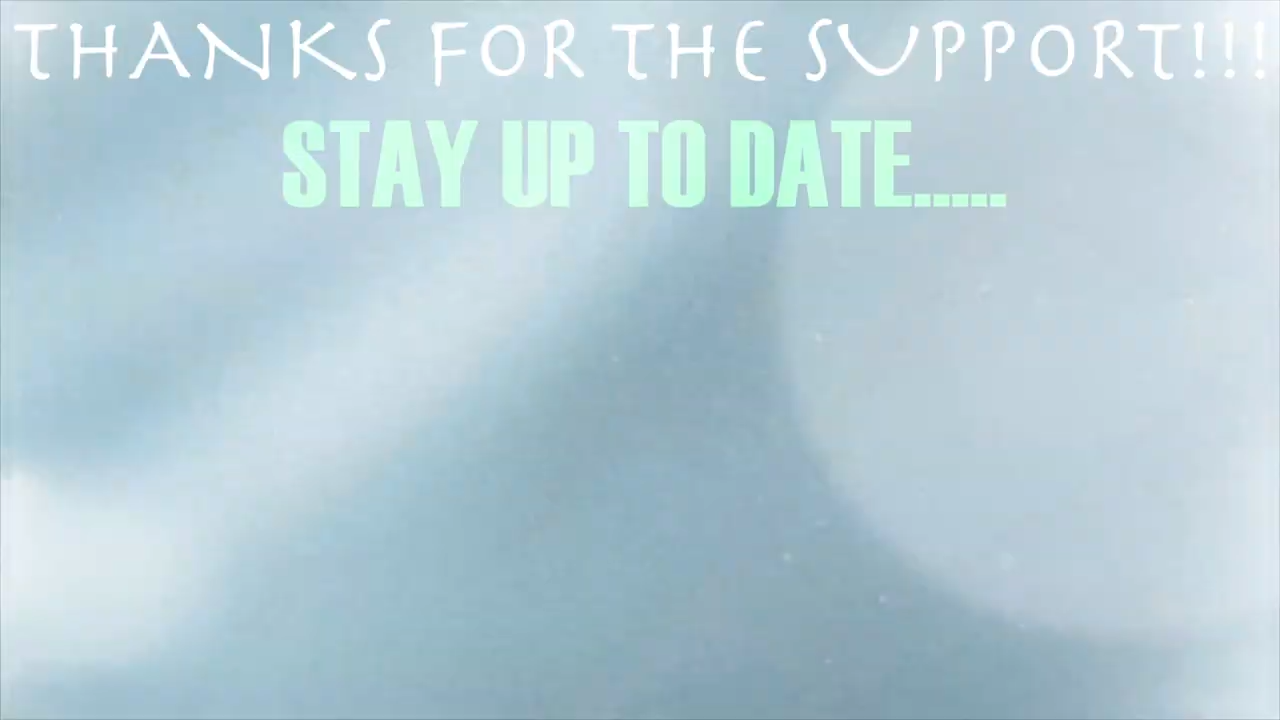 THANKS FOR THE SUPPORT!!!
STAY UP TO DATE.....